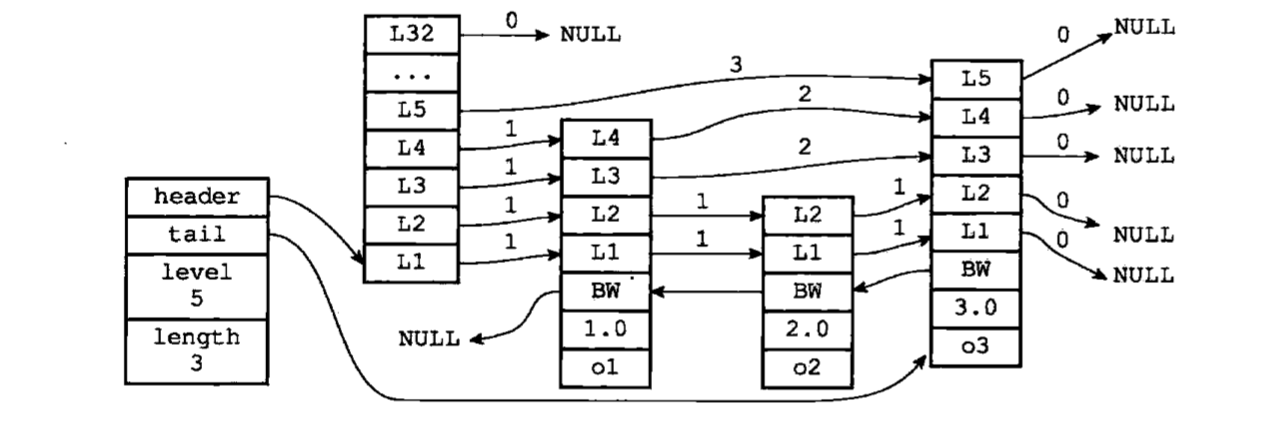 header
tail
level
5
length
3
L32
...
L5
L4
L3
L2
L1
0
NULL
3
1
1
1
1
L4
L3
L2
L1
BW
1.0
o1
NULL
2
2
1
1
L2
L1
BW
2.0
o2
1
1
L5
L4
L3
L2
L1
BW
3.0
o3
0
NULL
0
NULL
0
NULL
0
NULL
0
NULL